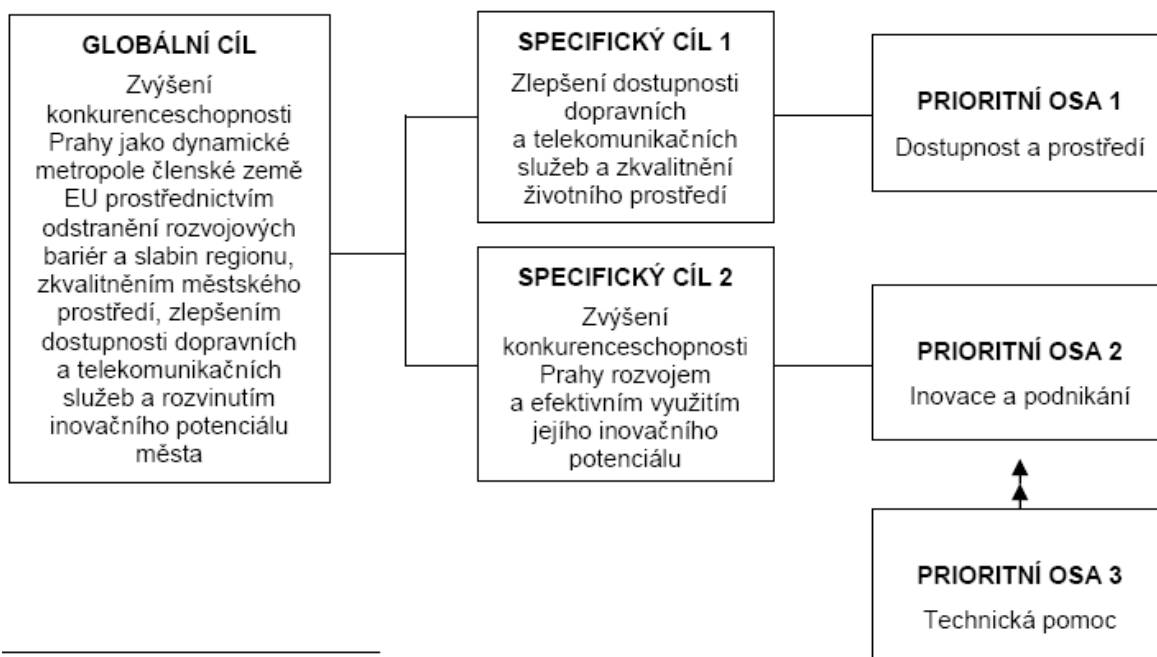 GLOBÁLNÍ CÍL
Zvýšení
konkurenceschopnosti
Prahy jako dynamické
metropole členské země
EU prostřednictvím
odstranění rozvojových
bariér a slabin regionu,
zkvalitněním městského
prostředí, zlepšením
dostupnosti dopravních
a telekomunikačních
služeb a rozvinutím
inovačního potenciálu
města
SPECIFICKÝ CÍL 1
Zlepšení dostupnosti
dopravních
a telekomunikačních
služeb a zkvalitnění
životního prostředí
SPECIFICKÝ CÍL 2
Zvýšení
konkurenceschopnosti
Prahy rozvojem
a efektivním využitím
jejího inovačního
potenciálu
PRIORITNÍ OSA 1
Dostupnost a prostředí
PRIORITNÍ OSA 2
Inovace a podnikání
PRIORITNÍ OSA 3
Technická pomoc